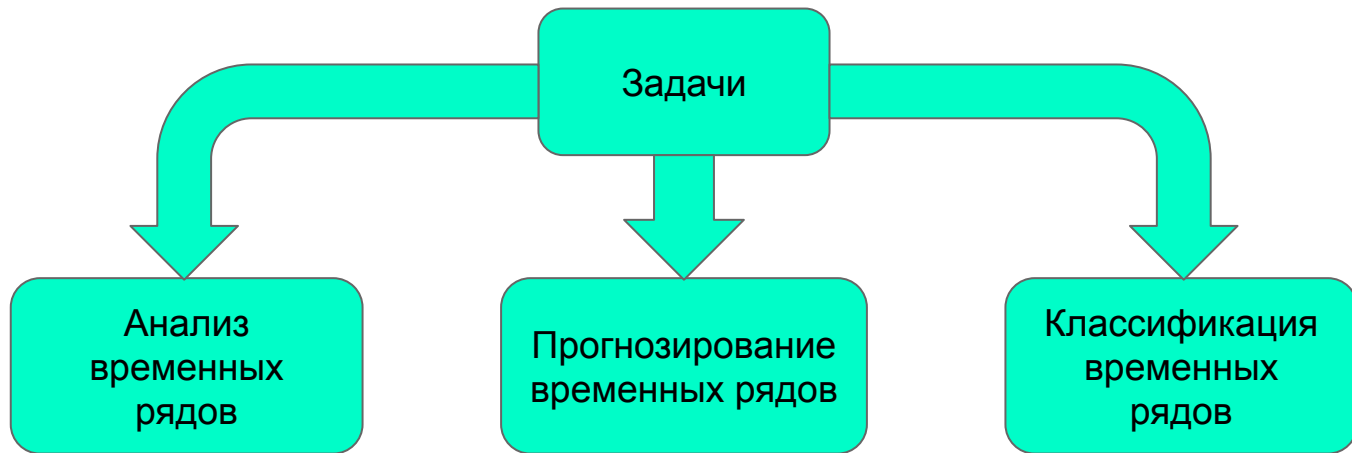 Задачи
Анализ
временных
рядов
Прогнозирование
временных рядов
Классификация
временных
рядов